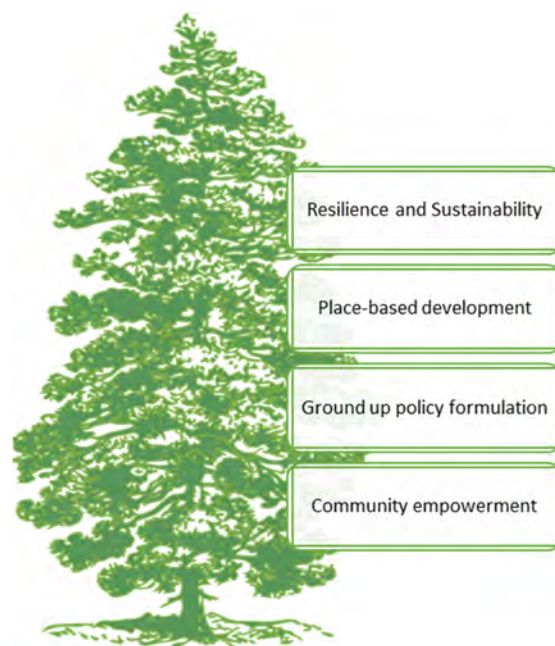 Resilience and Sustainability
Place-based development
Ground up policy formulation
Community empowerment